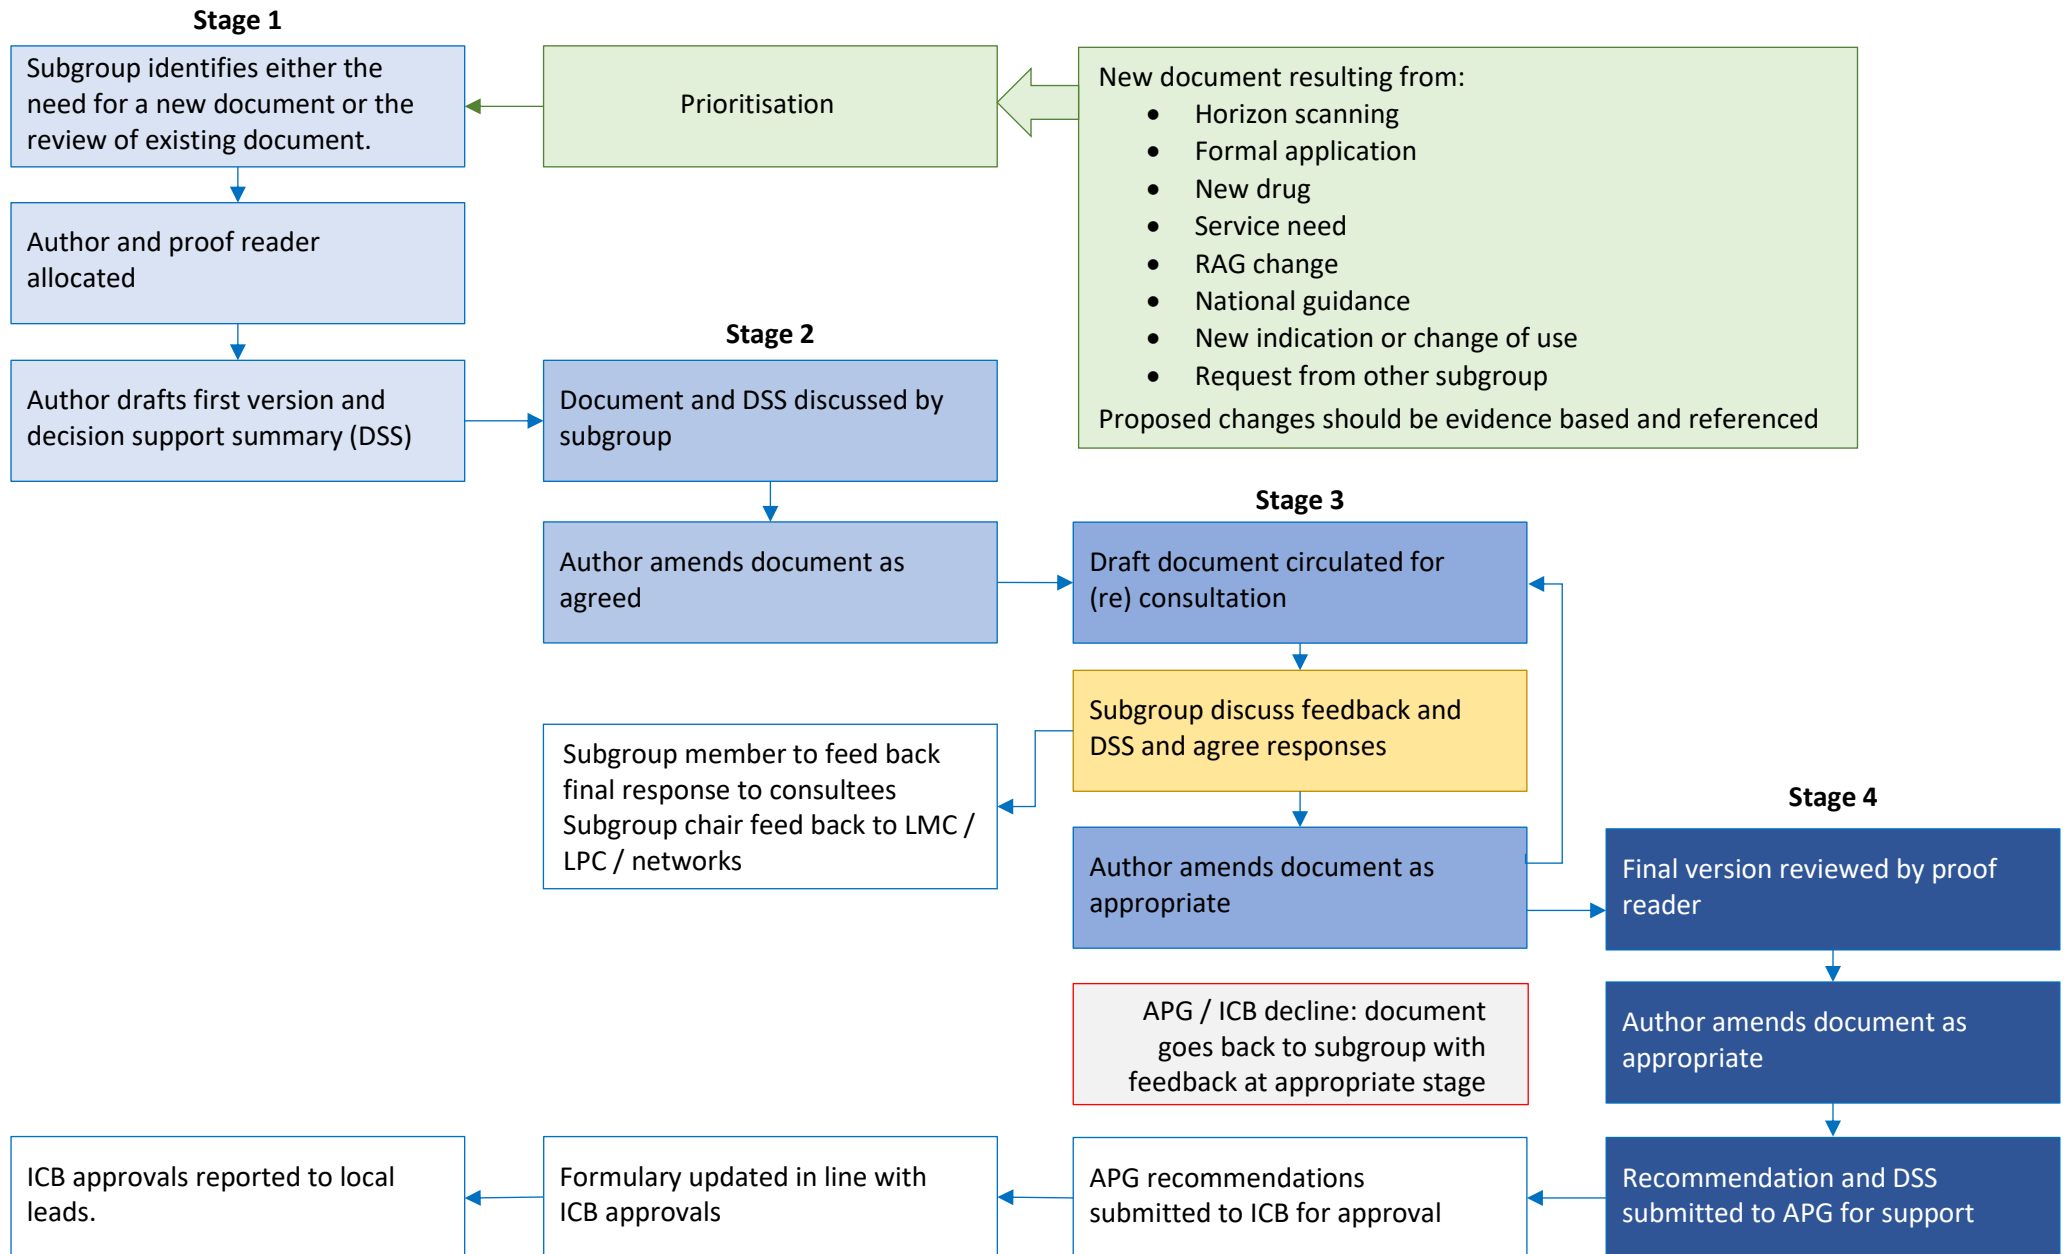 Stage 1
Subgroup identifies either the
need for a new document or the
review of existing document.
Prioritisation
New document resulting from:
• Horizon scanning
• Formal application
• New drug
• Service need
• RAG change
• National guidance
• New indication or change of use
• Request from other subgroup
Proposed changes should be evidence based and referenced
Author and proof reader
allocated
Author drafts first version and
decision support summary (DSS)
Stage 2
Document and DSS discussed by
subgroup
Author amends document as
agreed
Stage 3
Draft document circulated for
(re) consultation
Subgroup discuss feedback and
DSS and agree responses
Subgroup member to feed back
final response to consultees
Subgroup chair feed back to LMC /
LPC / networks
Author amends document as
appropriate
Stage 4
Final version reviewed by proof
reader
Author amends document as
appropriate
APG / ICB decline: document
goes back to subgroup with
feedback at appropriate stage
Recommendation and DSS
submitted to APG for support
APG recommendations
submitted to ICB for approval
Formulary updated in line with
ICB approvals
ICB approvals reported to local
leads.